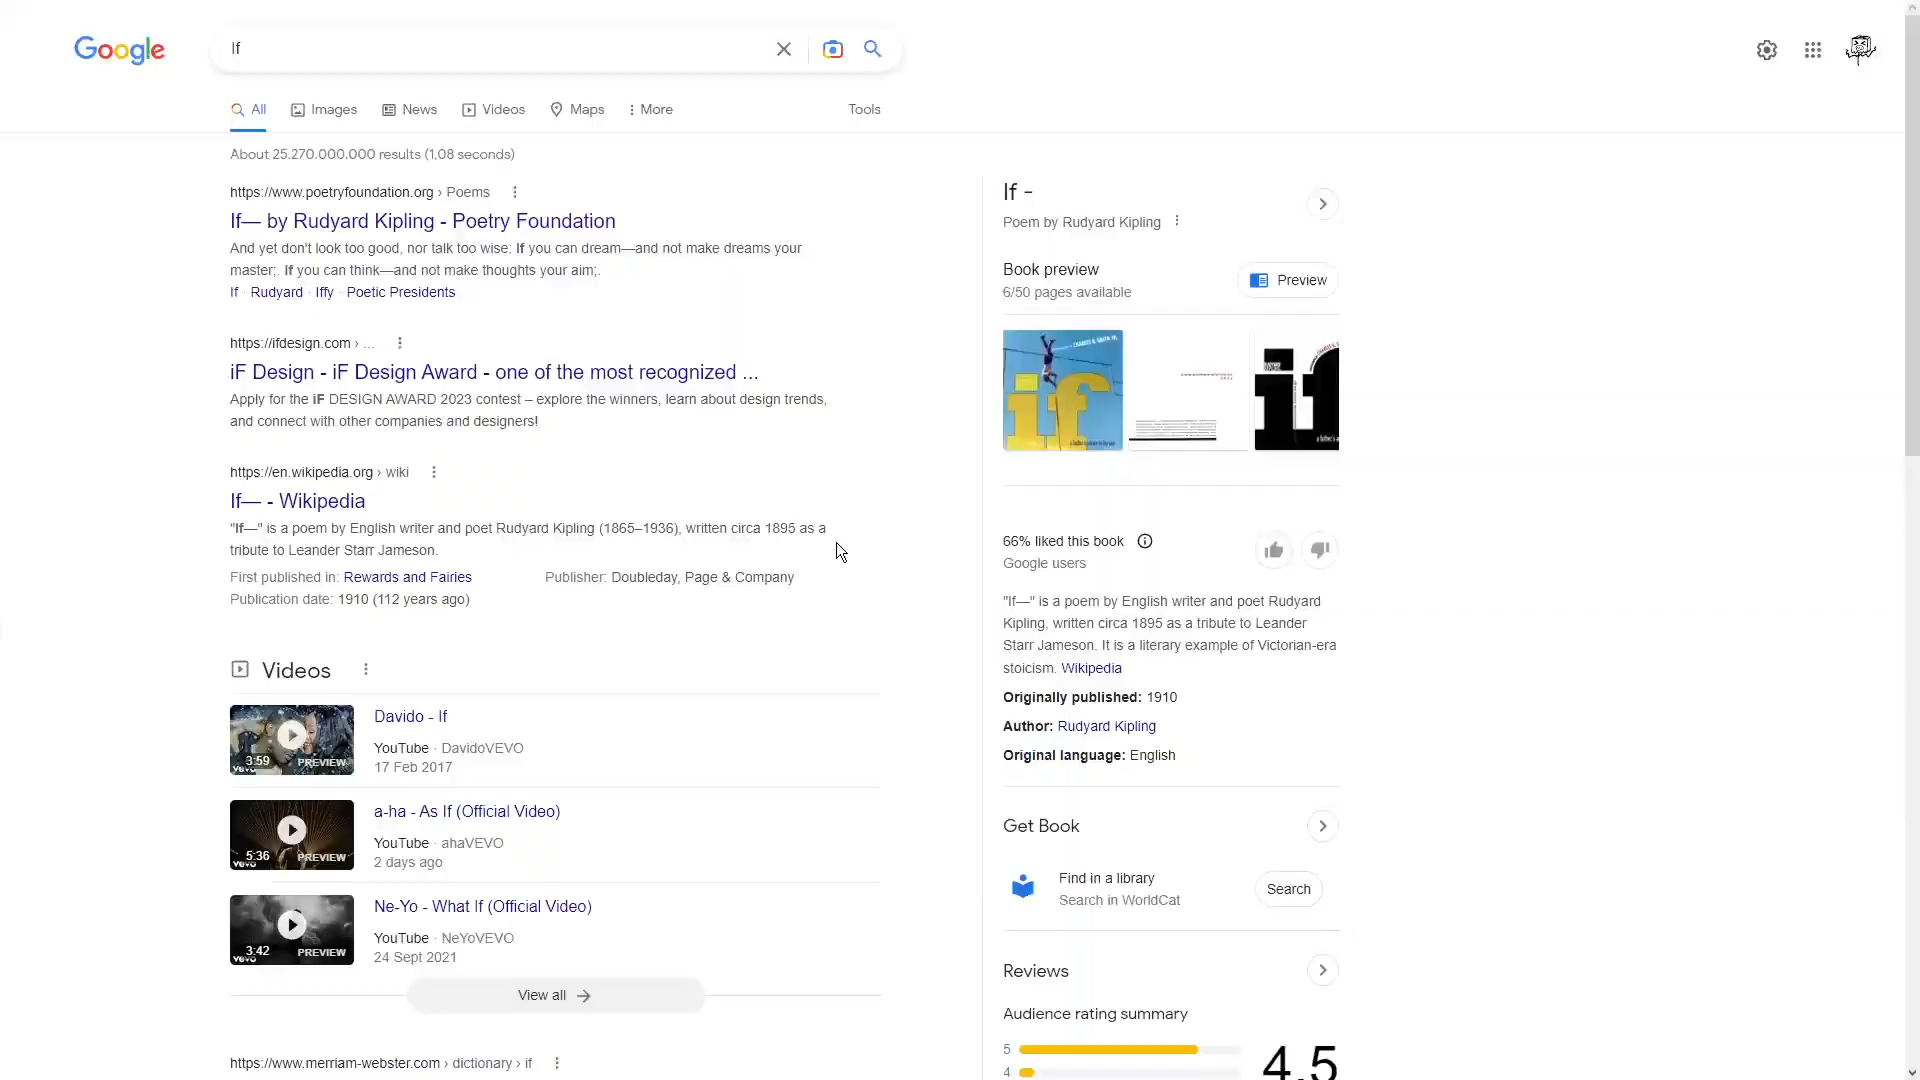 Google
If
All
Images
News
Videos
Maps
More
Tools
About 25.270.000.000 results (1,08 seconds)
https://www.poetryfoundation.org › Poems
If— by Rudyard Kipling - Poetry Foundation
And yet don't look too good, nor talk too wise: If you can dream—and not make dreams your
master;. If you can think—and not make thoughts your aim;.
If · Rudyard · Iffy · Poetic Presidents
https://ifdesign.com › ...
iF Design - iF Design Award - one of the most recognized ...
Apply for the iF DESIGN AWARD 2023 contest – explore the winners, learn about design trends,
and connect with other companies and designers!
https://en.wikipedia.org › wiki
If— - Wikipedia
"If—" is a poem by English writer and poet Rudyard Kipling (1865–1936), written circa 1895 as a
tribute to Leander Starr Jameson.
First published in: Rewards and Fairies
Publisher: Doubleday, Page & Company
Publication date: 1910 (112 years ago)
Videos
Davido - If
YouTube · DavidoVEVO
17 Feb 2017
3:59
PREVIEW
vevo
a-ha - As If (Official Video)
YouTube · ahaVEVO
2 days ago
5:36
PREVIEW
vevo
Ne-Yo - What If (Official Video)
YouTube · NeYoVEVO
24 Sept 2021
3:42
PREVIEW
vevo
View all
https://www.merriam-webster.com › dictionary › if
If -
Poem by Rudyard Kipling
Book preview
6/50 pages available
Preview
if
if
66% liked this book
Google users
"If—" is a poem by English writer and poet Rudyard
Kipling, written circa 1895 as a tribute to Leander
Starr Jameson. It is a literary example of Victorian-era
stoicism. Wikipedia
Originally published: 1910
Author: Rudyard Kipling
Original language: English
Get Book
Find in a library
Search in WorldCat
Search
Reviews
Audience rating summary
5
4
4.5